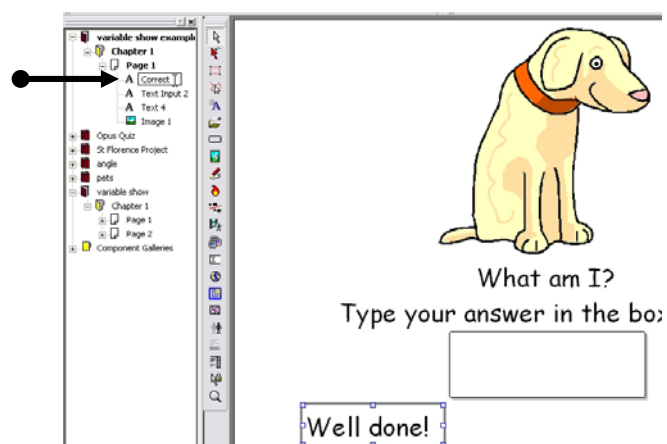 variable show exampl
Chapter 1
Page 1
A Correct
A Text Input 2
A Text 4
Image 1
Opus Quiz
St Florence Project
angle
pets
variable show
Chapter 1
Page 1
Page 2
Component Galleries
What am I?
Type your answer in the box
Well done!